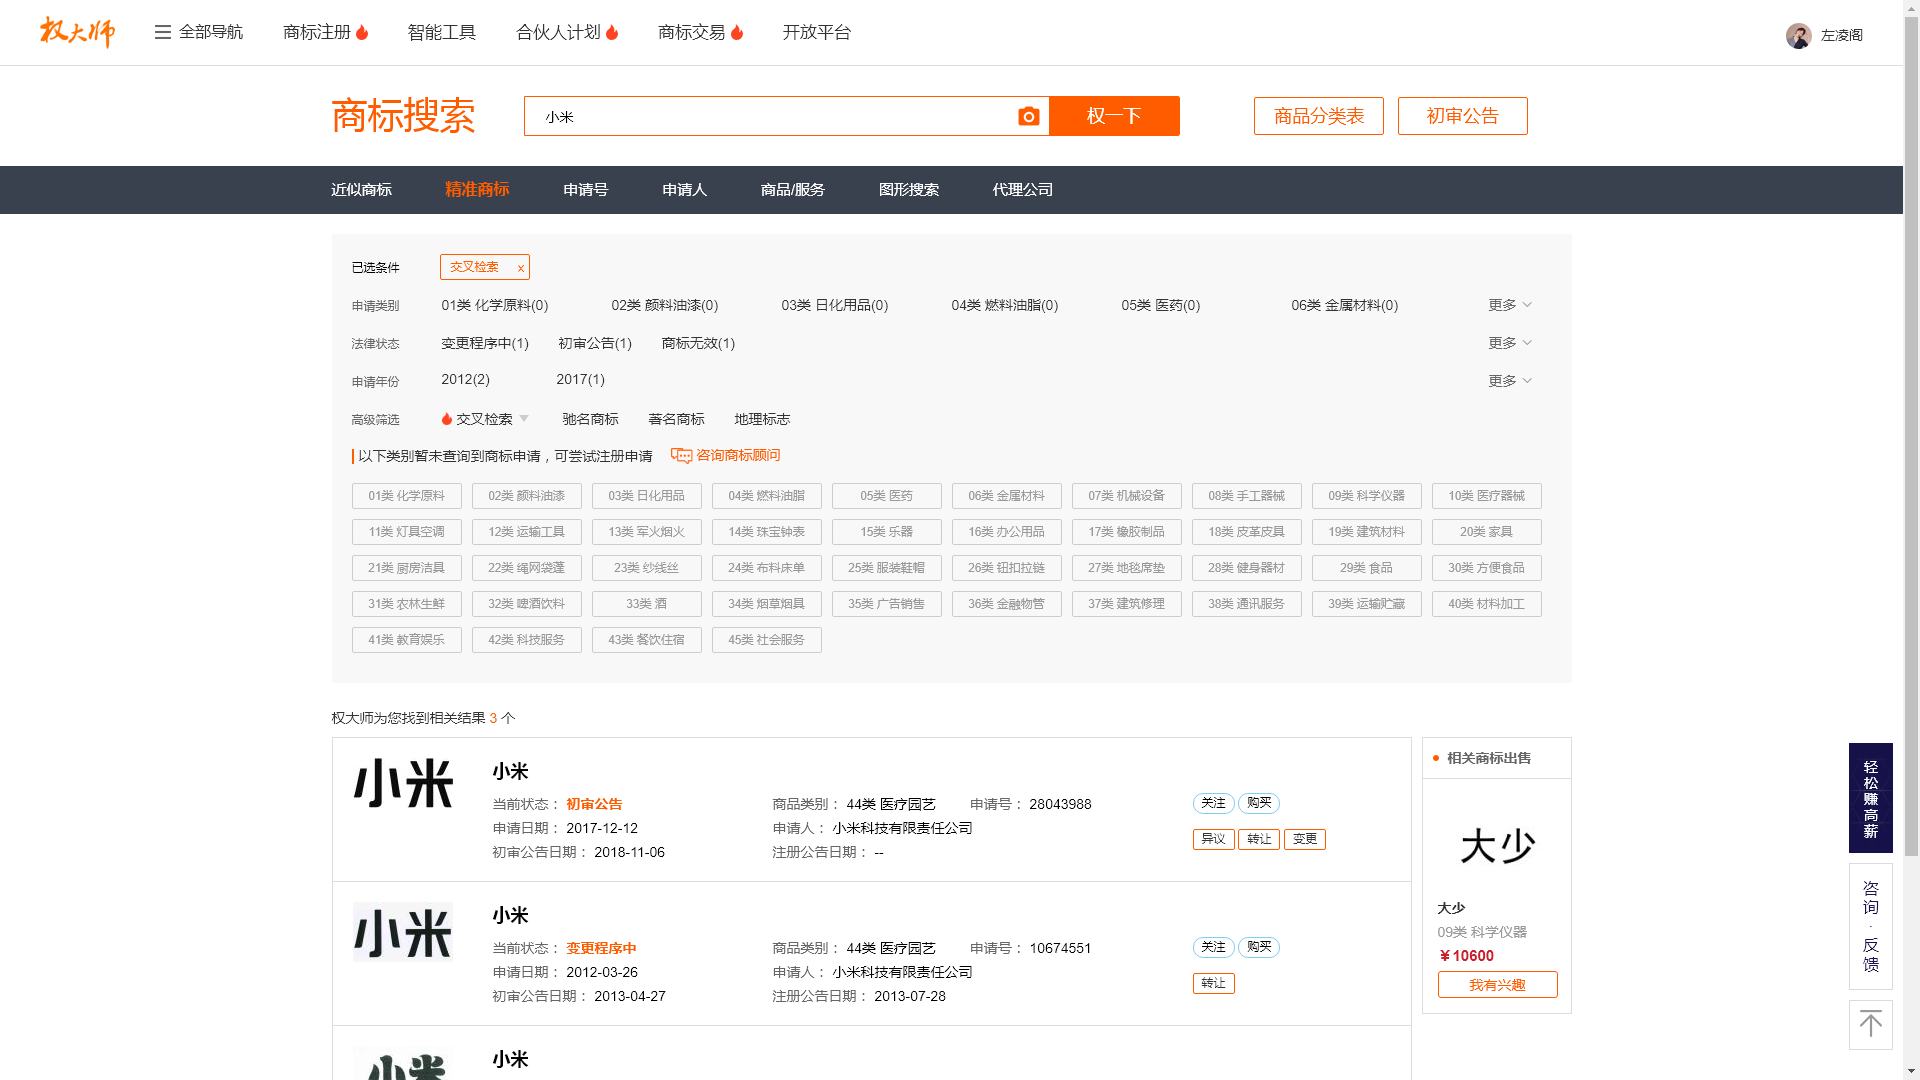 权大师 全部导航 商标注册 智能工具 合伙人计划 商标交易 开放平台 左凌阁
商标搜索 小米 权一下 商品分类表 初审公告
近似商标 精准商标 申请号 申请人 商品/服务 图形搜索 代理公司
已选条件 交叉检索 x
申请类别 01类 化学原料(0) 02类 颜料油漆(0) 03类 日化用品(0) 04类 燃料油脂(0) 05类 医药(0) 06类 金属材料(0) 更多
法律状态 变更程序中(1) 初审公告(1) 商标无效(1) 更多
申请年份 2012(2) 2017(1) 更多
高级筛选 交叉检索 驰名商标 著名商标 地理标志
以下类别暂未查询到商标申请，可尝试注册申请 咨询商标顾问
01类 化学原料 02类 颜料油漆 03类 日化用品 04类 燃料油脂 05类 医药 06类 金属材料 07类 机械设备 08类 手工器械 09类 科学仪器 10类 医疗器械
11类 灯具空调 12类 运输工具 13类 军火烟火 14类 珠宝钟表 15类 乐器 16类 办公用品 17类 橡胶制品 18类 皮革皮具 19类 建筑材料 20类 家具
21类 厨房洁具 22类 绳网袋篷 23类 纱线丝 24类 布料床单 25类 服装鞋帽 26类 钮扣拉链 27类 地毯席垫 28类 健身器材 29类 食品 30类 方便食品
31类 农林生鲜 32类 啤酒饮料 33类 酒 34类 烟草烟具 35类 广告销售 36类 金融物管 37类 建筑修理 38类 通讯服务 39类 运输贮藏 40类 材料加工
41类 教育娱乐 42类 科技服务 43类 餐饮住宿 45类 社会服务
权大师为您找到相关结果 3 个
小米
小米
当前状态： 初审公告 商品类别： 44类 医疗园艺 申请号： 28043988 关注 购买
申请日期： 2017-12-12 申请人： 小米科技有限责任公司 异议 转让 变更
初审公告日期： 2018-11-06 注册公告日期： --
小米
小米
当前状态： 变更程序中 商品类别： 44类 医疗园艺 申请号： 10674551 关注 购买
申请日期： 2012-03-26 申请人： 小米科技有限责任公司 转让
初审公告日期： 2013-04-27 注册公告日期： 2013-07-28
小米
小米
相关商标出售
大少
大少
09类 科学仪器
￥10600
我有兴趣
轻松赚高薪
咨询·反馈